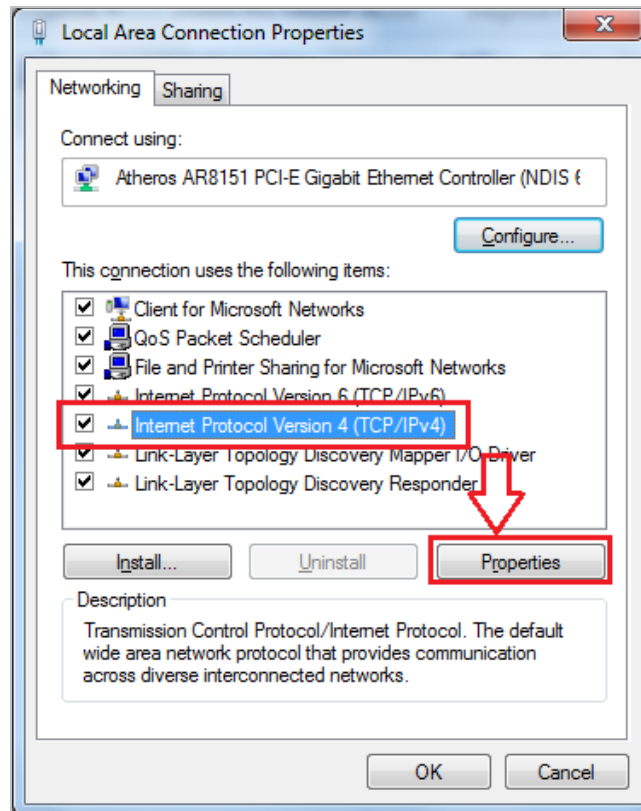 Local Area Connection Properties
Networking
Sharing
Connect using:
Atheros AR8151 PCI-E Gigabit Ethernet Controller (NDIS 6
Configure...
This connection uses the following items:
Client for Microsoft Networks
QoS Packet Scheduler
File and Printer Sharing for Microsoft Networks
Internet Protocol Version 6 (TCP/IPv6)
Internet Protocol Version 4 (TCP/IPv4)
Link-Layer Topology Discovery Mapper I/O Driver
Link-Layer Topology Discovery Responder
Install...
Uninstall
Properties
Description
Transmission Control Protocol/Internet Protocol. The default
wide area network protocol that provides communication
across diverse interconnected networks.
OK
Cancel